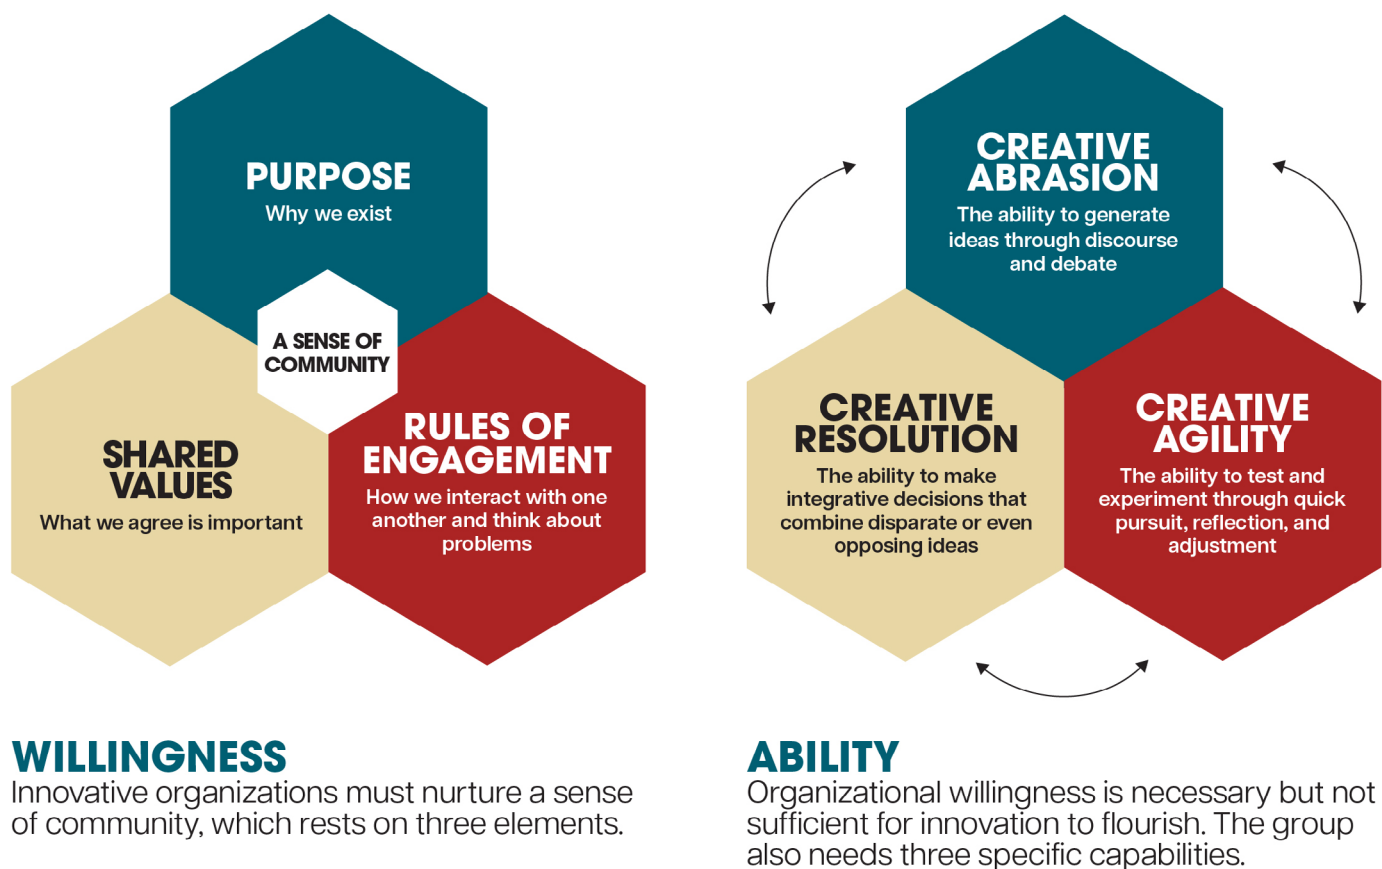 PURPOSE
Why we exist
A SENSE OF
COMMUNITY
SHARED
VALUES
What we agree is important
RULES OF
ENGAGEMENT
How we interact with one
another and think about
problems
WILLINGNESS
Innovative organizations must nurture a sense
of community, which rests on three elements.
CREATIVE
ABRASION
The ability to generate
ideas through discourse
and debate
CREATIVE
RESOLUTION
The ability to make
integrative decisions that
combine disparate or even
opposing ideas
CREATIVE
AGILITY
The ability to test and
experiment through quick
pursuit, reflection, and
adjustment
ABILITY
Organizational willingness is necessary but not
sufficient for innovation to flourish. The group
also needs three specific capabilities.